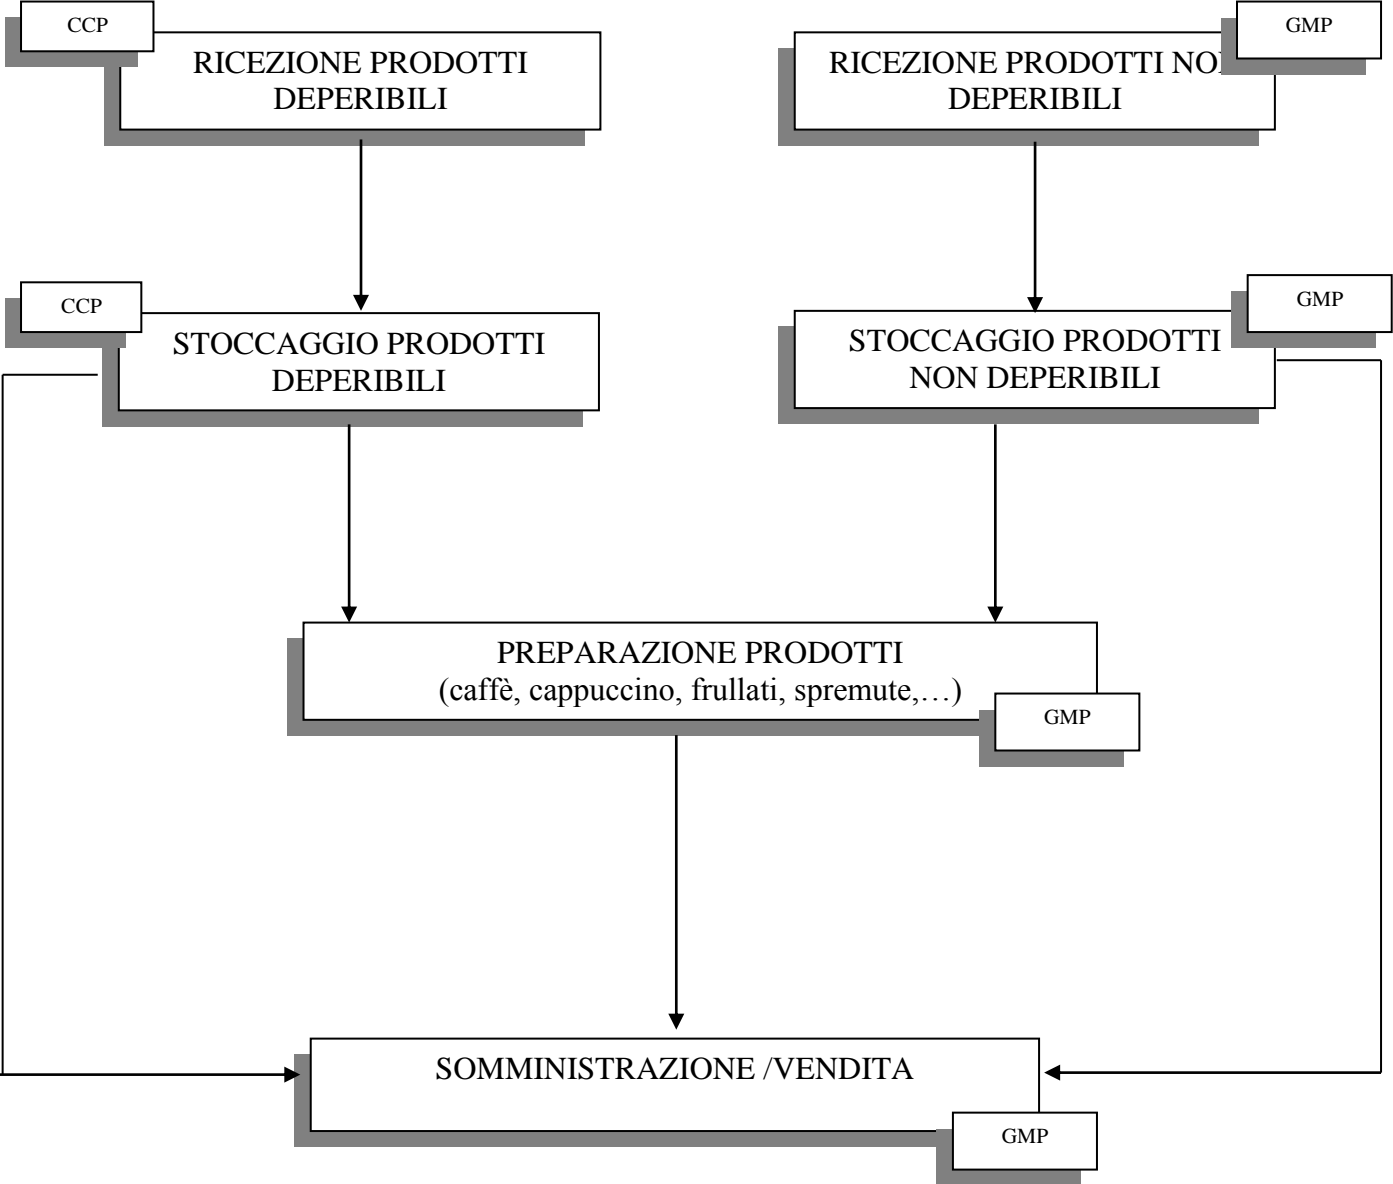 CCP
RICEZIONE PRODOTTI
DEPERIBILI
GMP
RICEZIONE PRODOTTI NO
DEPERIBILI
CCP
STOCCAGGIO PRODOTTI
DEPERIBILI
GMP
STOCCAGGIO PRODOTTI
NON DEPERIBILI
PREPARAZIONE PRODOTTI
(caffè, cappuccino, frullati, spremute,…)
GMP
SOMMINISTRAZIONE /VENDITA
GMP